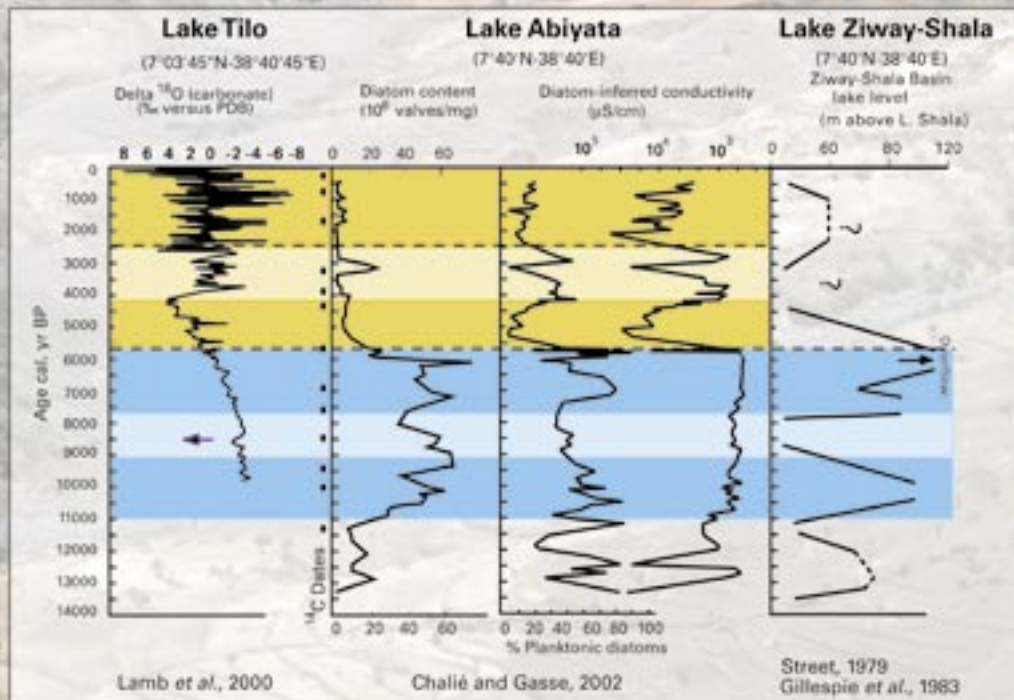 Lake Tilo
(7°03'45"N-38°40'45"E)
Delta ¹⁸O (carbonate)
(‰ versus PDB)
Lake Abiyata
(7°40'N-38°40'E)
Diatom content
(10⁶ valves/mg)
Diatom-inferred conductivity
(µS/cm)
Lake Ziway-Shala
(7°40'N-38°40'E)
Ziway-Shala Basin
lake level
(m above L. Shala)
8 6 4 2 0 -2 -4 -6 -8
0 20 40 60
10⁵ 10⁴ 10³
0 60 80 120
Age cal. yr BP
0
1000
2000
3000
4000
5000
6000
7000
8000
9000
10000
11000
12000
13000
14000
?
?
¹⁴C Dates
0 20 40 60
0 20 40 60 80 100
% Planktonic diatoms
Lamb et al., 2000
Chalié and Gasse, 2002
Street, 1979
Gillespie et al., 1983